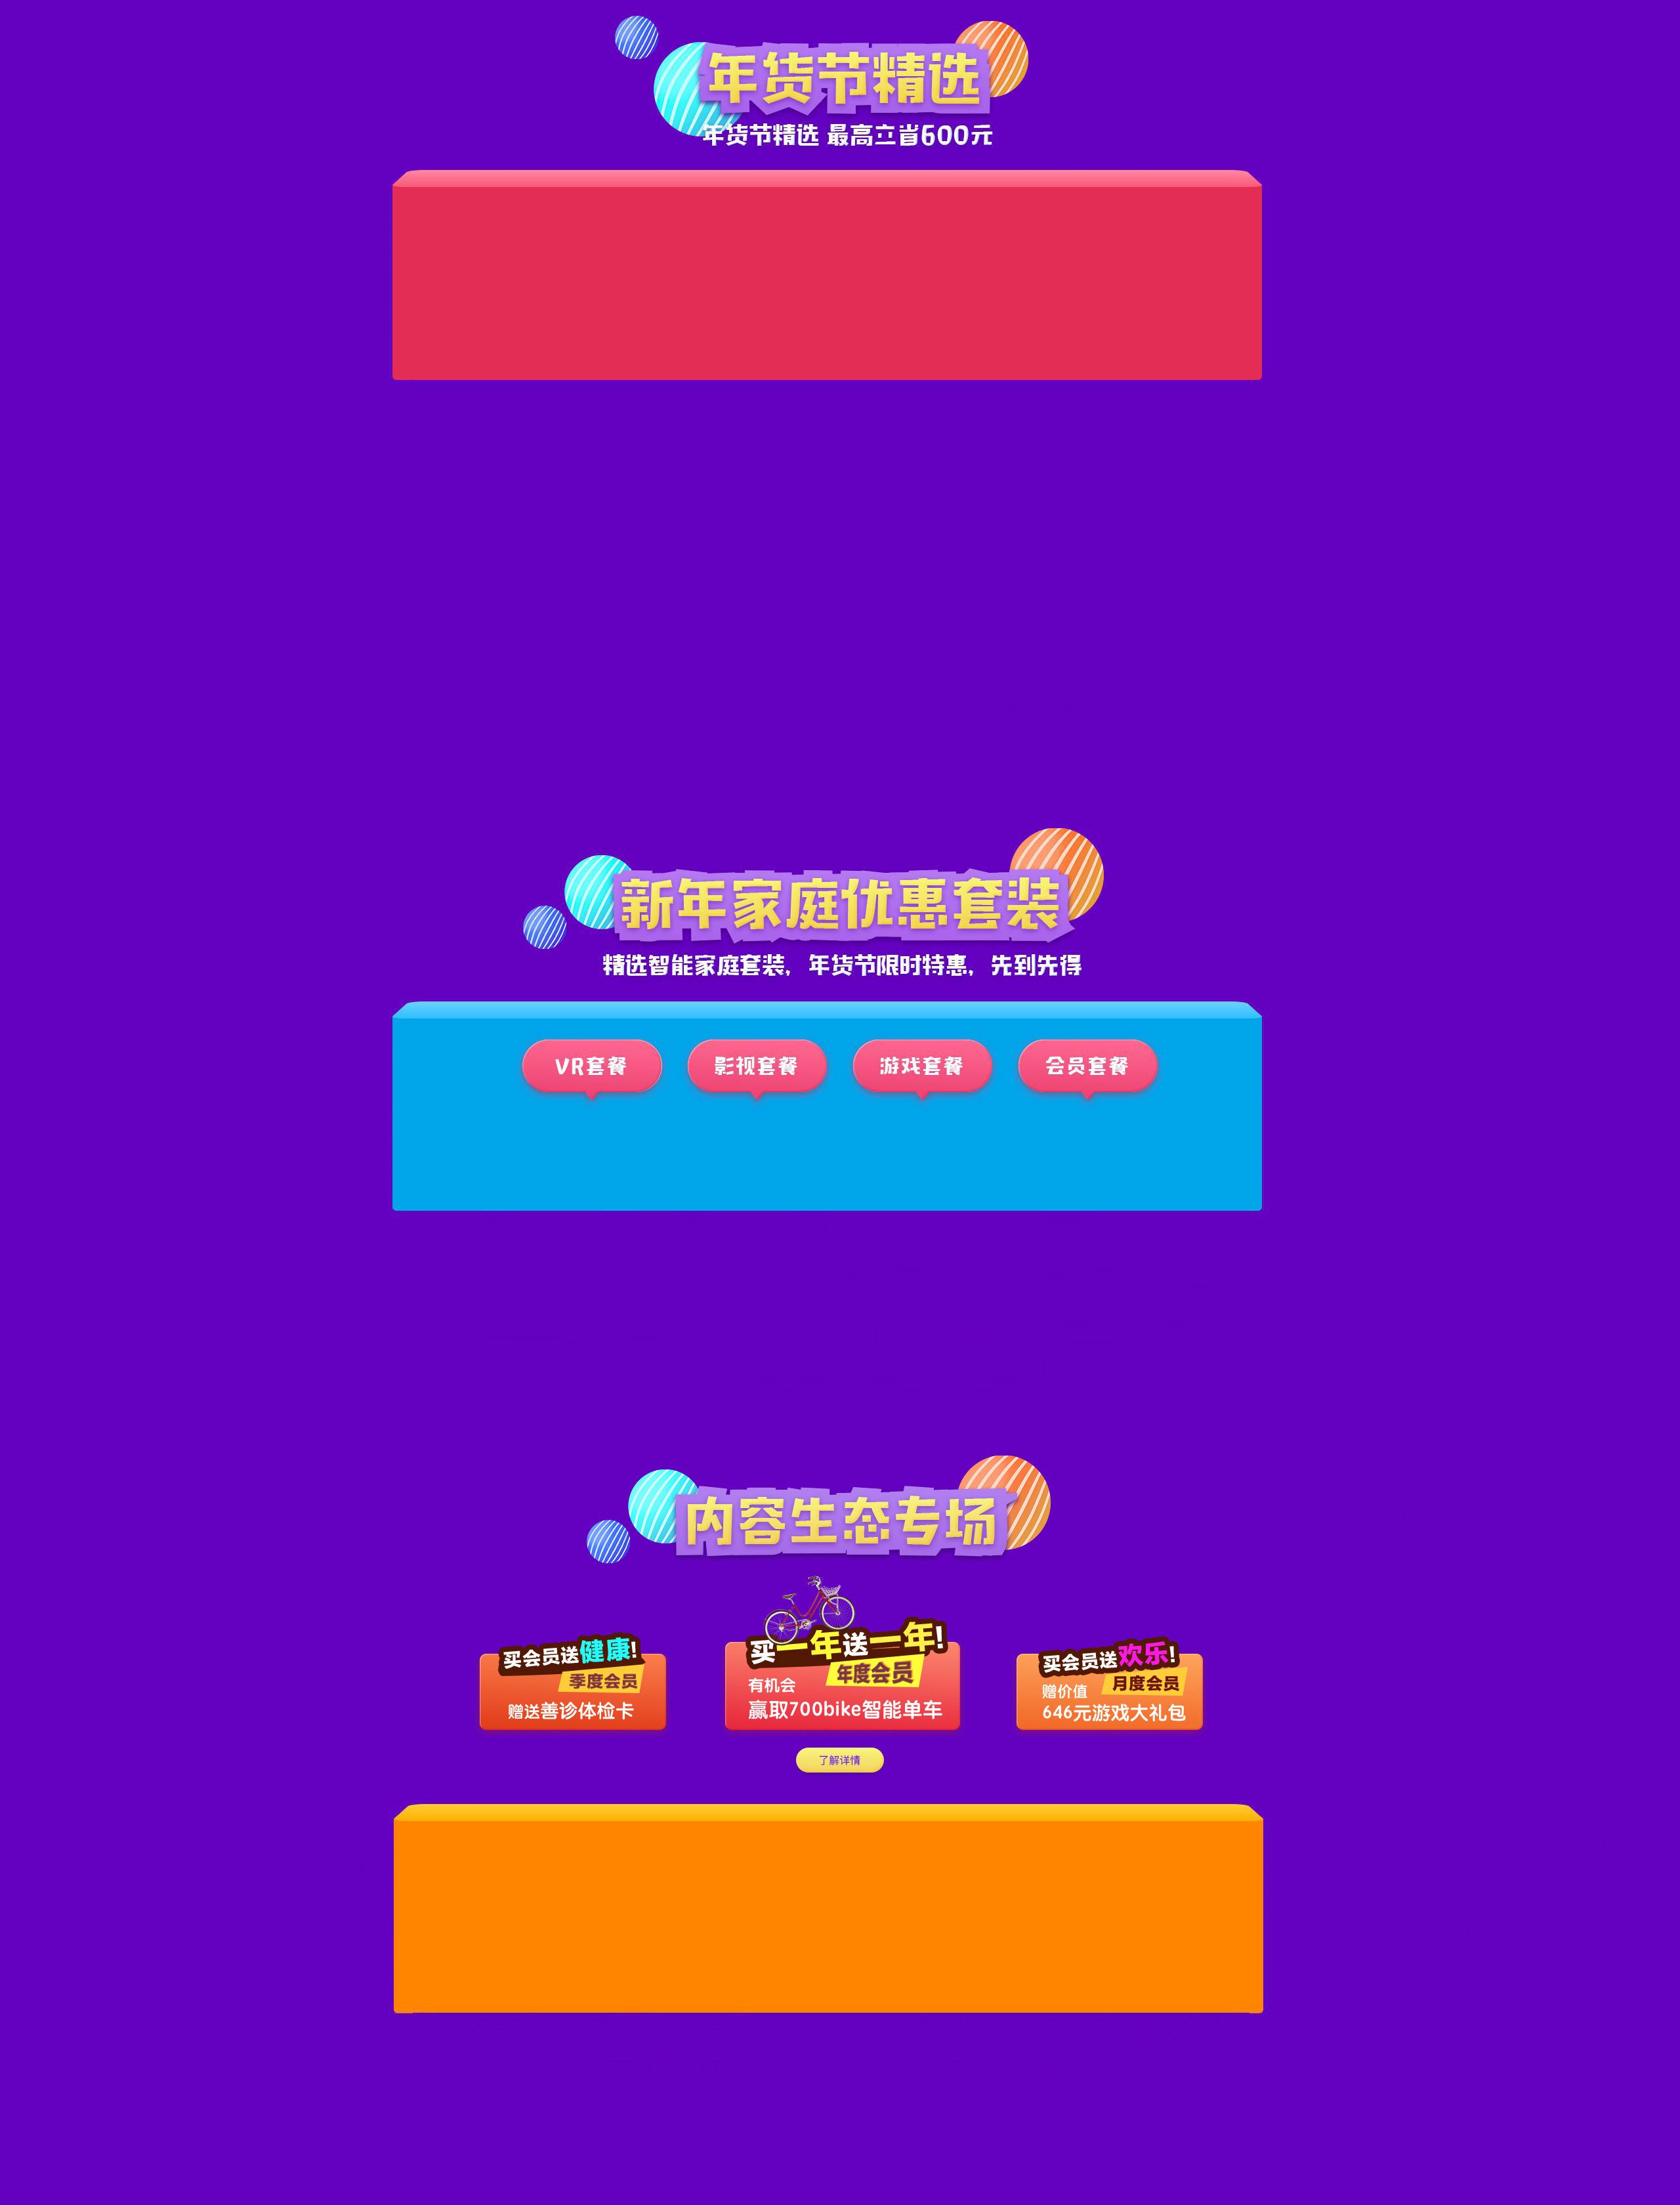 年货节精选
年货节精选 最高立省600元
新年家庭优惠套装
精选智能家庭套装，年货节限时特惠，先到先得
VR套餐
影视套餐
游戏套餐
会员套餐
内容生态专场
买会员送健康!
季度会员
赠送善诊体检卡
买一年送一年!
年度会员
有机会
赢取700bike智能单车
买会员送欢乐!
月度会员
赠价值
646元游戏大礼包
了解详情